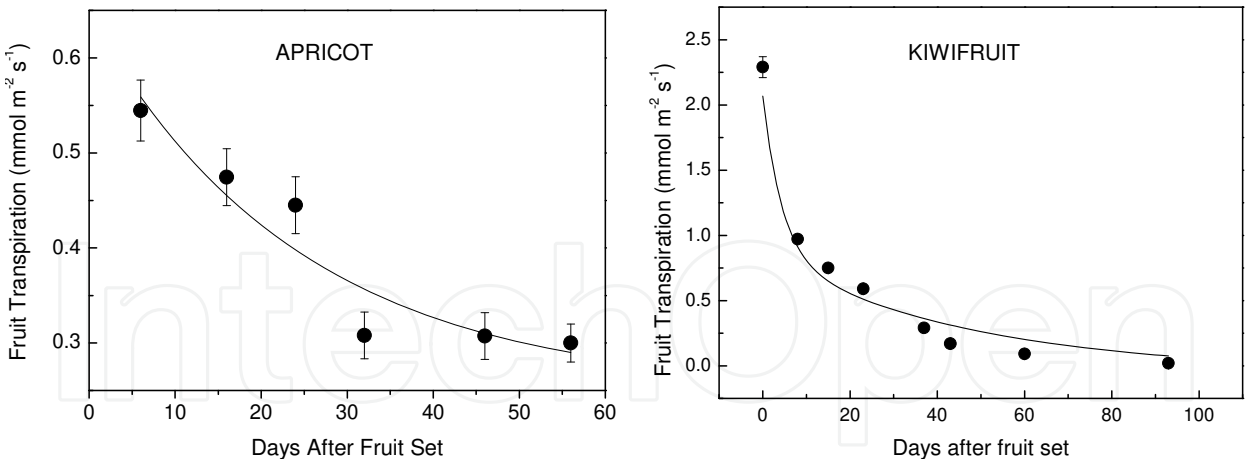 APRICOT
Fruit Transpiration (mmol m⁻² s⁻¹)
0.6
0.5
0.4
0.3
0 10 20 30 40 50 60
Days After Fruit Set
KIWIFRUIT
Fruit Transpiration (mmol m⁻² s⁻¹)
2.5
2.0
1.5
1.0
0.5
0.0
0 20 40 60 80 100
Days after fruit set
IntechOpen